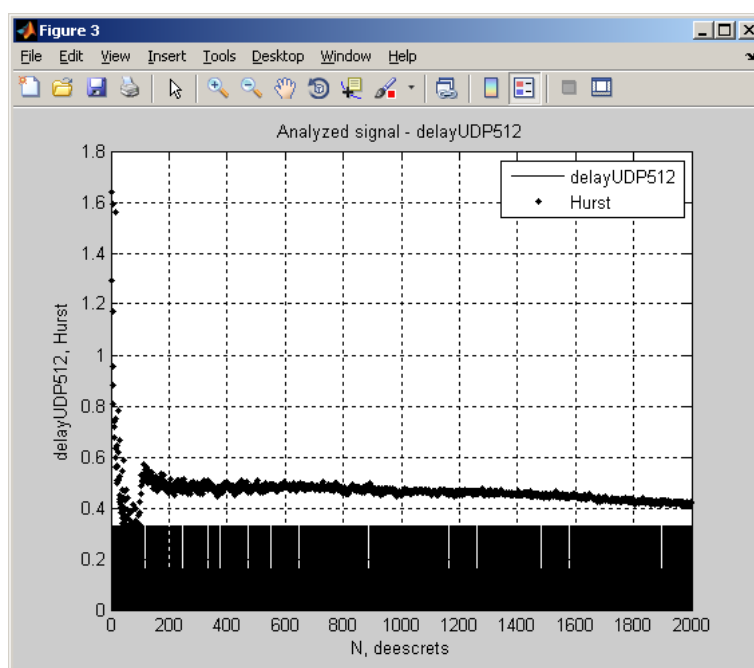 Figure 3
File Edit View Insert Tools Desktop Window Help
Analyzed signal - delayUDP512
delayUDP512
Hurst
delayUDP512, Hurst
1.8
1.6
1.4
1.2
1
0.8
0.6
0.4
0.2
0
0 200 400 600 800 1000 1200 1400 1600 1800 2000
N, deescrets